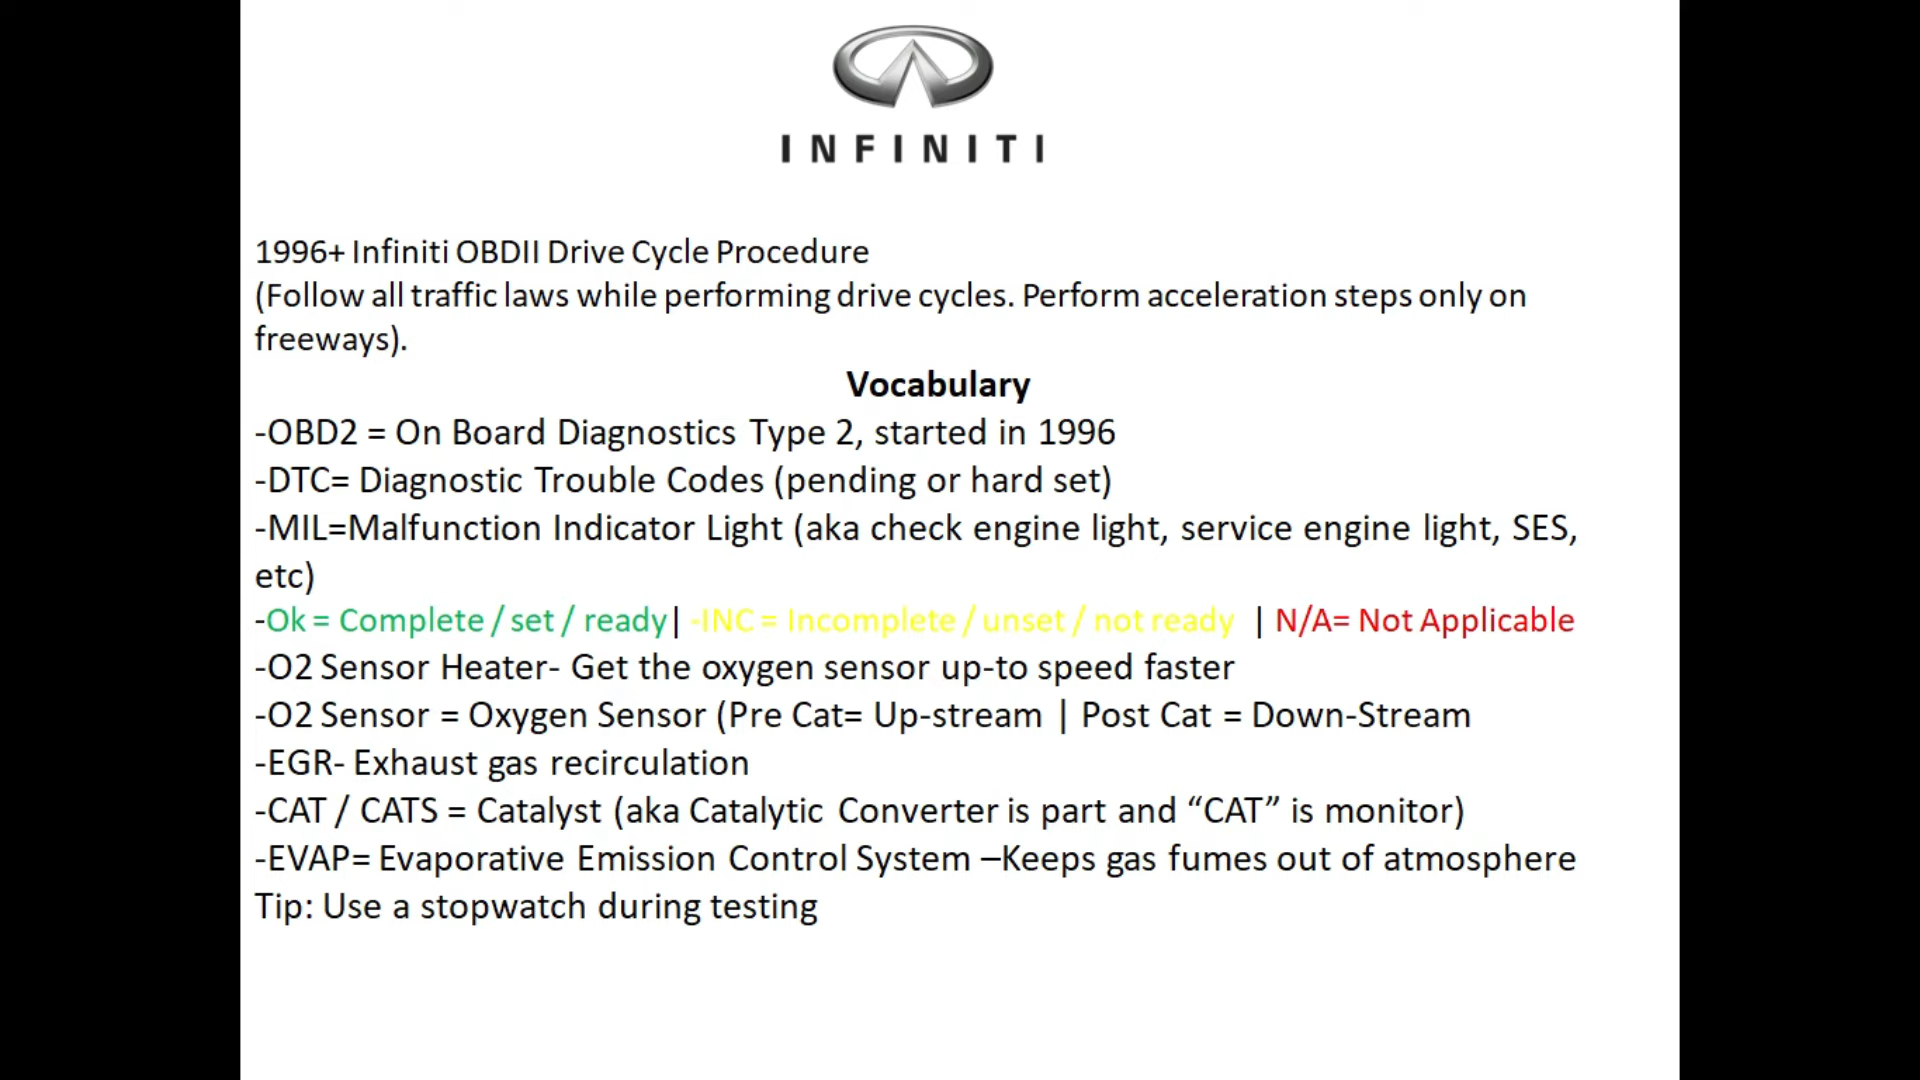 INFINITI
1996+ Infiniti OBDII Drive Cycle Procedure
(Follow all traffic laws while performing drive cycles. Perform acceleration steps only on
freeways).
Vocabulary
-OBD2 = On Board Diagnostics Type 2, started in 1996
-DTC= Diagnostic Trouble Codes (pending or hard set)
-MIL=Malfunction Indicator Light (aka check engine light, service engine light, SES,
etc)
-Ok = Complete / set / ready| -INC = Incomplete / unset / not ready | N/A= Not Applicable
-O2 Sensor Heater- Get the oxygen sensor up-to speed faster
-O2 Sensor = Oxygen Sensor (Pre Cat= Up-stream | Post Cat = Down-Stream
-EGR- Exhaust gas recirculation
-CAT / CATS = Catalyst (aka Catalytic Converter is part and “CAT” is monitor)
-EVAP= Evaporative Emission Control System –Keeps gas fumes out of atmosphere
Tip: Use a stopwatch during testing